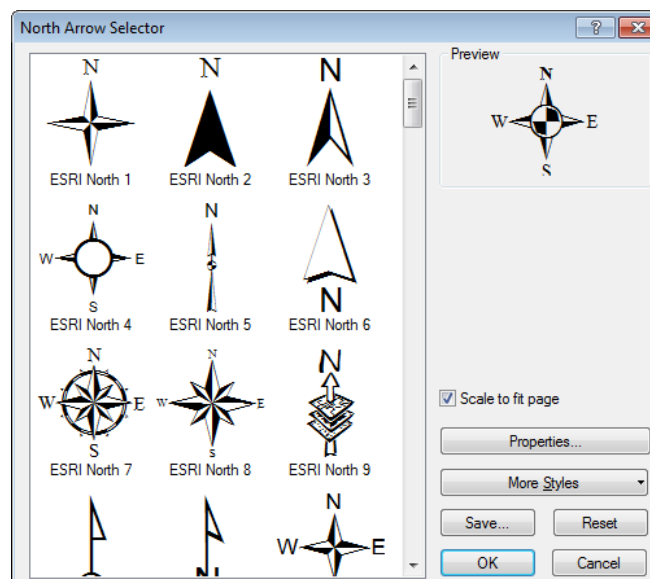 North Arrow Selector
N N N
ESRI North 1 ESRI North 2 ESRI North 3
N N
W E
S N
ESRI North 4 ESRI North 5 ESRI North 6
N N N
W E W E
S S
ESRI North 7 ESRI North 8 ESRI North 9
N
W E
N
Preview
N
W E
S
Scale to fit page
Properties...
More Styles
Save... Reset
OK Cancel